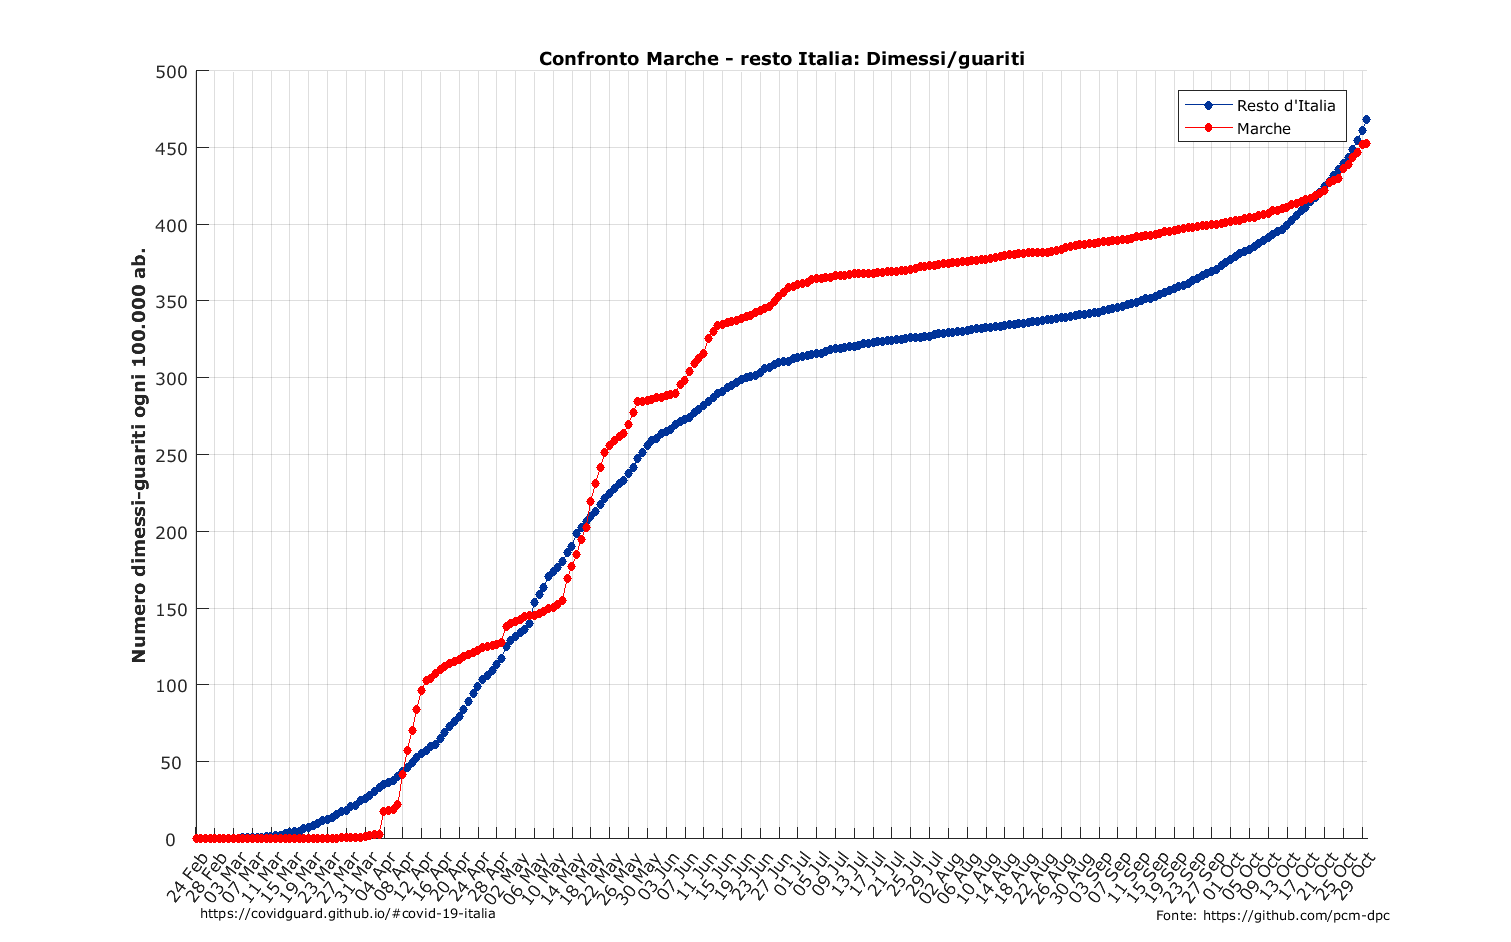 Confronto Marche - resto Italia: Dimessi/guariti
Numero dimessi-guariti ogni 100.000 ab.
500
450
400
350
300
250
200
150
100
50
0
Resto d'Italia
Marche
24 Feb
28 Feb
03 Mar
07 Mar
11 Mar
15 Mar
19 Mar
23 Mar
27 Mar
31 Mar
04 Apr
08 Apr
12 Apr
16 Apr
20 Apr
24 Apr
28 Apr
02 May
06 May
10 May
14 May
18 May
22 May
26 May
30 May
03 Jun
07 Jun
11 Jun
15 Jun
19 Jun
23 Jun
27 Jun
01 Jul
05 Jul
09 Jul
13 Jul
17 Jul
21 Jul
25 Jul
29 Jul
02 Aug
06 Aug
10 Aug
14 Aug
18 Aug
22 Aug
26 Aug
30 Aug
03 Sep
07 Sep
11 Sep
15 Sep
19 Sep
23 Sep
27 Sep
01 Oct
05 Oct
09 Oct
13 Oct
17 Oct
21 Oct
25 Oct
29 Oct
https://covidguard.github.io/#covid-19-italia
Fonte: https://github.com/pcm-dpc